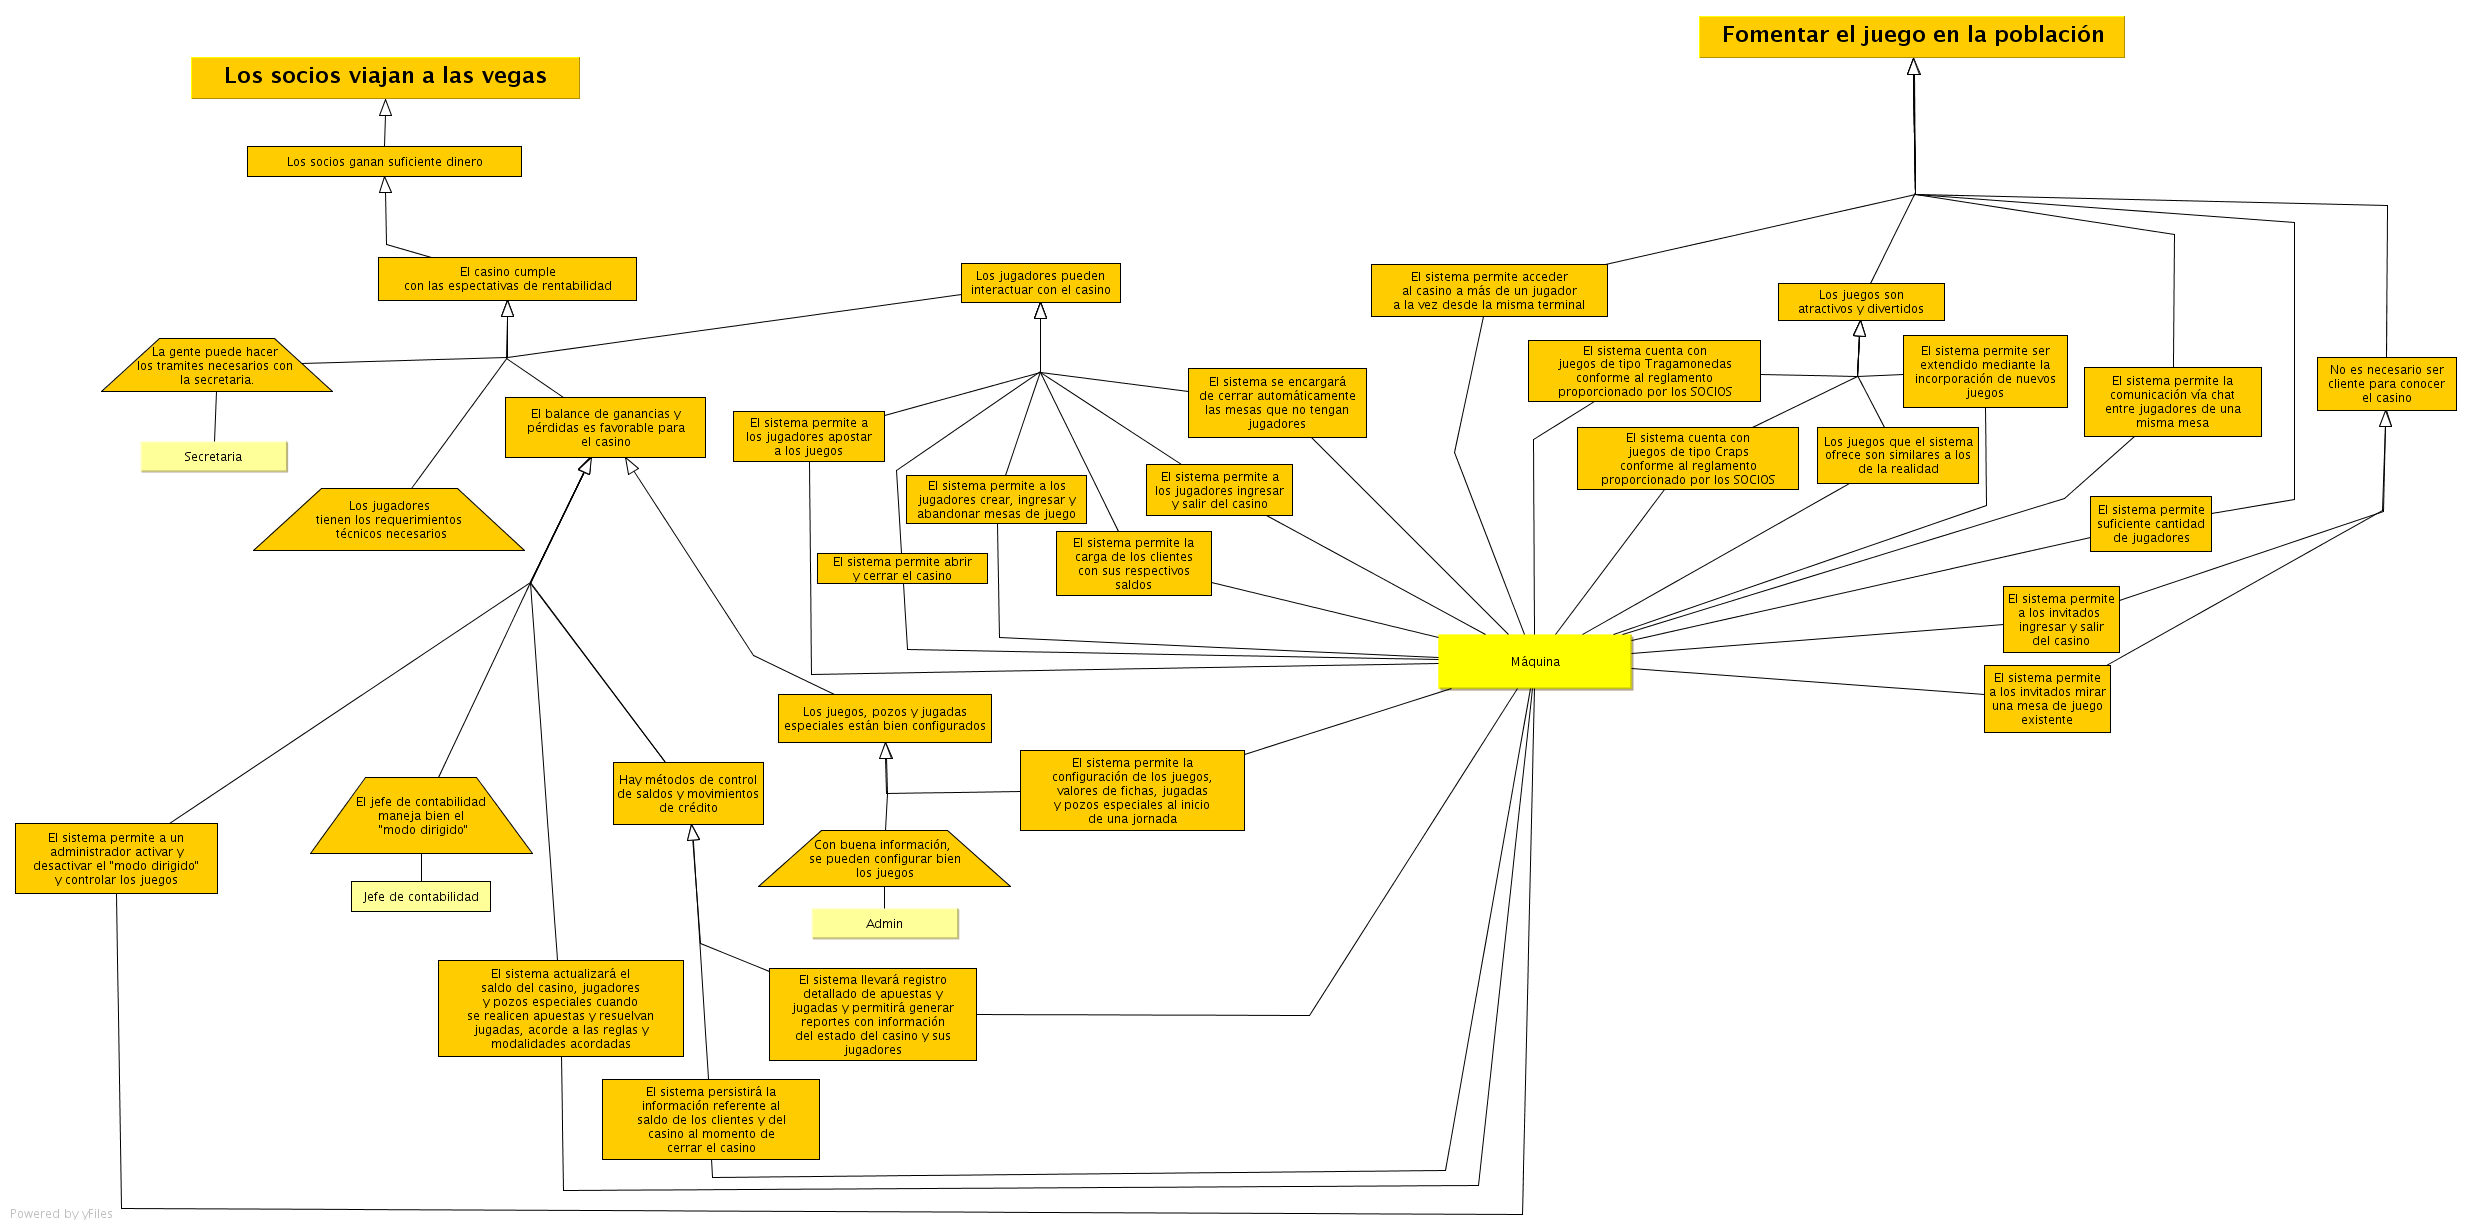 Fomentar el juego en la población
Los socios viajan a las vegas
Los socios ganan suficiente dinero
El casino cumple
con las espectativas de rentabilidad
Los jugadores pueden
interactuar con el casino
El sistema permite acceder
al casino a más de un jugador
a la vez desde la misma terminal
Los juegos son
atractivos y divertidos
La gente puede hacer
los tramites necesarios con
la secretaria.
Secretaria
El balance de ganancias y
pérdidas es favorable para
el casino
Los jugadores
tienen los requerimientos
técnicos necesarios
El sistema permite a
los jugadores apostar
a los juegos
El sistema se encargará
de cerrar automáticamente
las mesas que no tengan
jugadores
El sistema permite a los
jugadores crear, ingresar y
abandonar mesas de juego
El sistema permite a
los jugadores ingresar
y salir del casino
El sistema permite abrir
y cerrar el casino
El sistema permite la
carga de los clientes
con sus respectivos
saldos
El sistema cuenta con
juegos de tipo Tragamonedas
conforme al reglamento
proporcionado por los SOCIOS
El sistema permite ser
extendido mediante la
incorporación de nuevos
juegos
El sistema cuenta con
juegos de tipo Craps
conforme al reglamento
proporcionado por los SOCIOS
Los juegos que el sistema
ofrece son similares a los
de la realidad
El sistema permite la
comunicación vía chat
entre jugadores de una
misma mesa
No es necesario ser
cliente para conocer
el casino
El sistema permite
suficiente cantidad
de jugadores
El sistema permite
a los invitados
ingresar y salir
del casino
El sistema permite
a los invitados mirar
una mesa de juego
existente
Máquina
Los juegos, pozos y jugadas
especiales están bien configurados
El sistema permite la
configuración de los juegos,
valores de fichas, jugadas
y pozos especiales al inicio
de una jornada
Hay métodos de control
de saldos y movimientos
de crédito
El jefe de contabilidad
maneja bien el
"modo dirigido"
Jefe de contabilidad
El sistema permite a un
administrador activar y
desactivar el "modo dirigido"
y controlar los juegos
Con buena información,
se pueden configurar bien
los juegos
Admin
El sistema actualizará el
saldo del casino, jugadores
y pozos especiales cuando
se realicen apuestas y resuelvan
jugadas, acorde a las reglas y
modalidades acordadas
El sistema llevará registro
detallado de apuestas y
jugadas y permitirá generar
reportes con información
del estado del casino y sus
jugadores
El sistema persistirá la
información referente al
saldo de los clientes y del
casino al momento de
cerrar el casino
Powered by yFiles